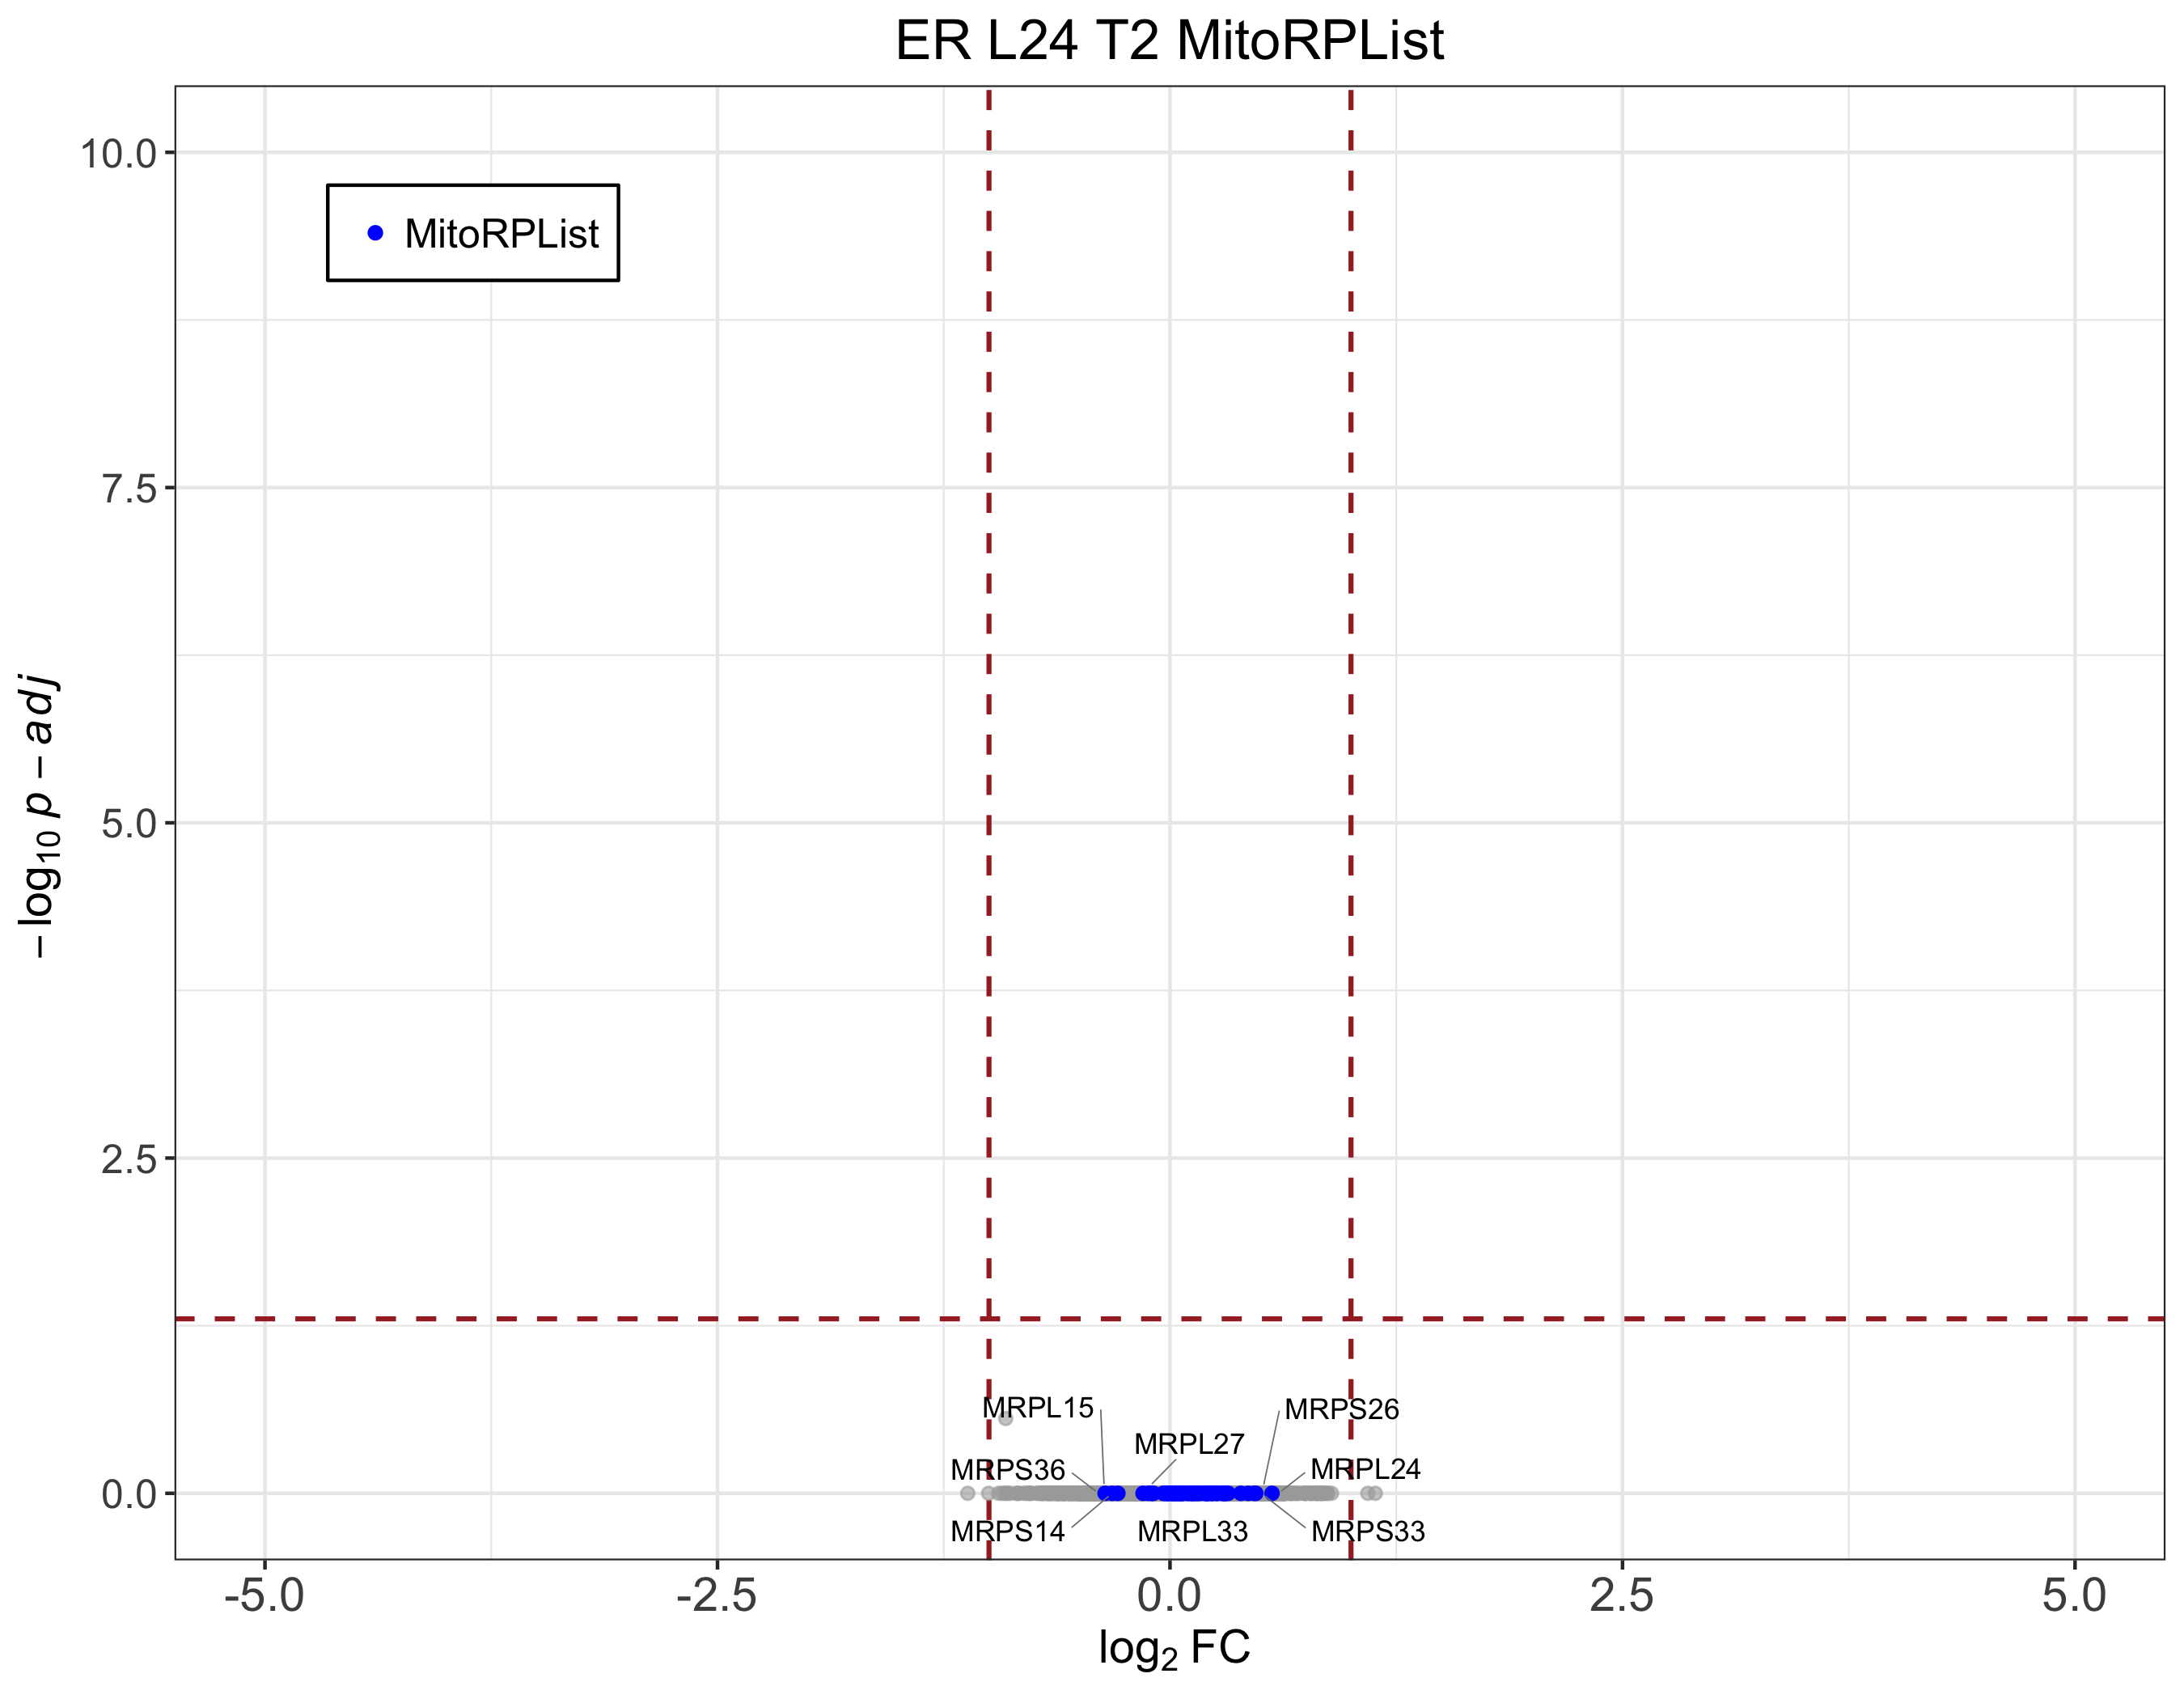 ER L24 T2 MitoRPList
10.0
MitoRPList
7.5
5.0
2.5
0.0
−log10 p − adj
MRPL15
MRPS26
MRPL27
MRPS36
MRPL24
MRPS14
MRPL33
MRPS33
-5.0
-2.5
0.0
2.5
5.0
log2 FC